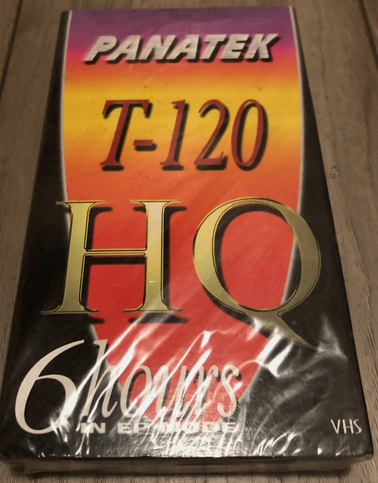 PANATEK
T-120
HQ
6 hours
IN EP MODE
VHS